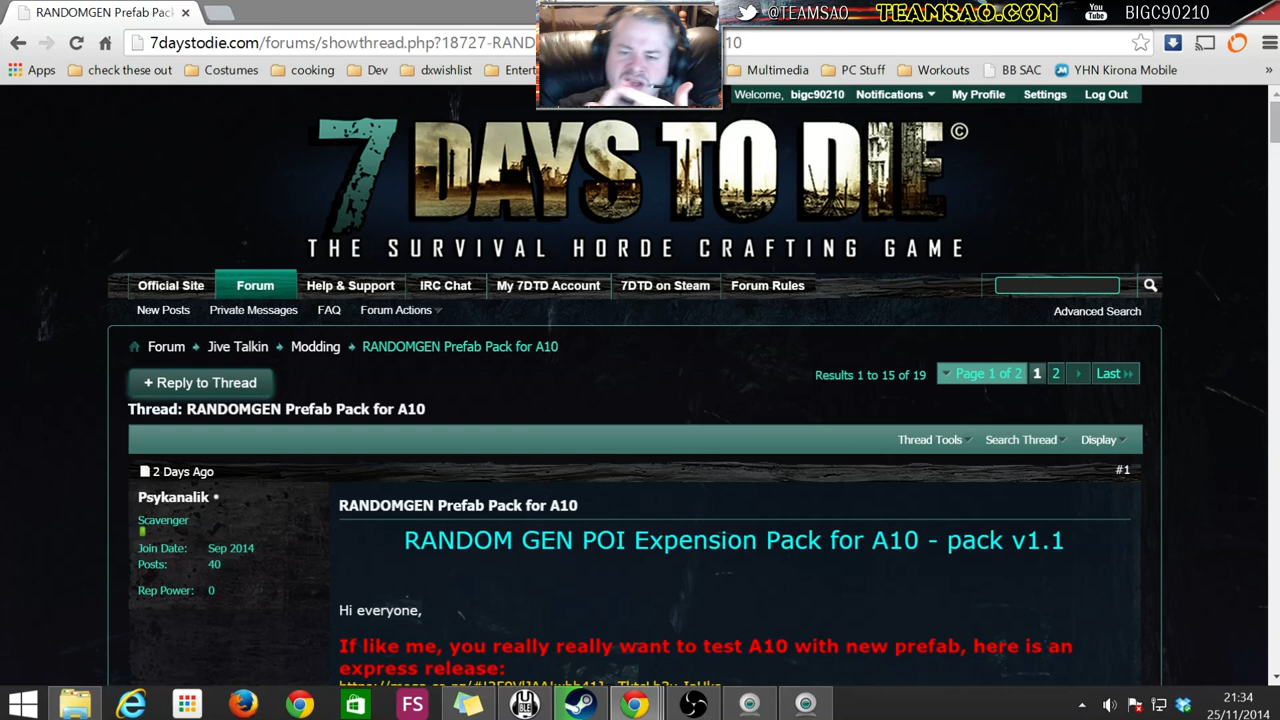 RANDOMGEN Prefab Pac
@TEAMSAO
TEAMSAO.COM
You Tube
BIGC90210
7daystodie.com/forums/showthread.php?18727-RAND
10
Apps
check these out
Costumes
cooking
Dev
dxwishlist
Entert
Multimedia
PC Stuff
Workouts
BB SAC
YHN Kirona Mobile
»
Welcome, bigc90210
Notifications
My Profile
Settings
Log Out
7 DAYS TO DIE ©
THE SURVIVAL HORDE CRAFTING GAME
Official Site
Forum
Help & Support
IRC Chat
My 7DTD Account
7DTD on Steam
Forum Rules
New Posts
Private Messages
FAQ
Forum Actions
Advanced Search
Forum
Jive Talkin
Modding
RANDOMGEN Prefab Pack for A10
+ Reply to Thread
Results 1 to 15 of 19
Page 1 of 2
1
2
Last
Thread: RANDOMGEN Prefab Pack for A10
Thread Tools
Search Thread
Display
2 Days Ago
#1
Psykanalik
Scavenger
Join Date: Sep 2014
Posts: 40
Rep Power: 0
RANDOMGEN Prefab Pack for A10
RANDOM GEN POI Expension Pack for A10 - pack v1.1
Hi everyone,
If like me, you really really want to test A10 with new prefab, here is an
express release:
FS
21:34
25/11/2014